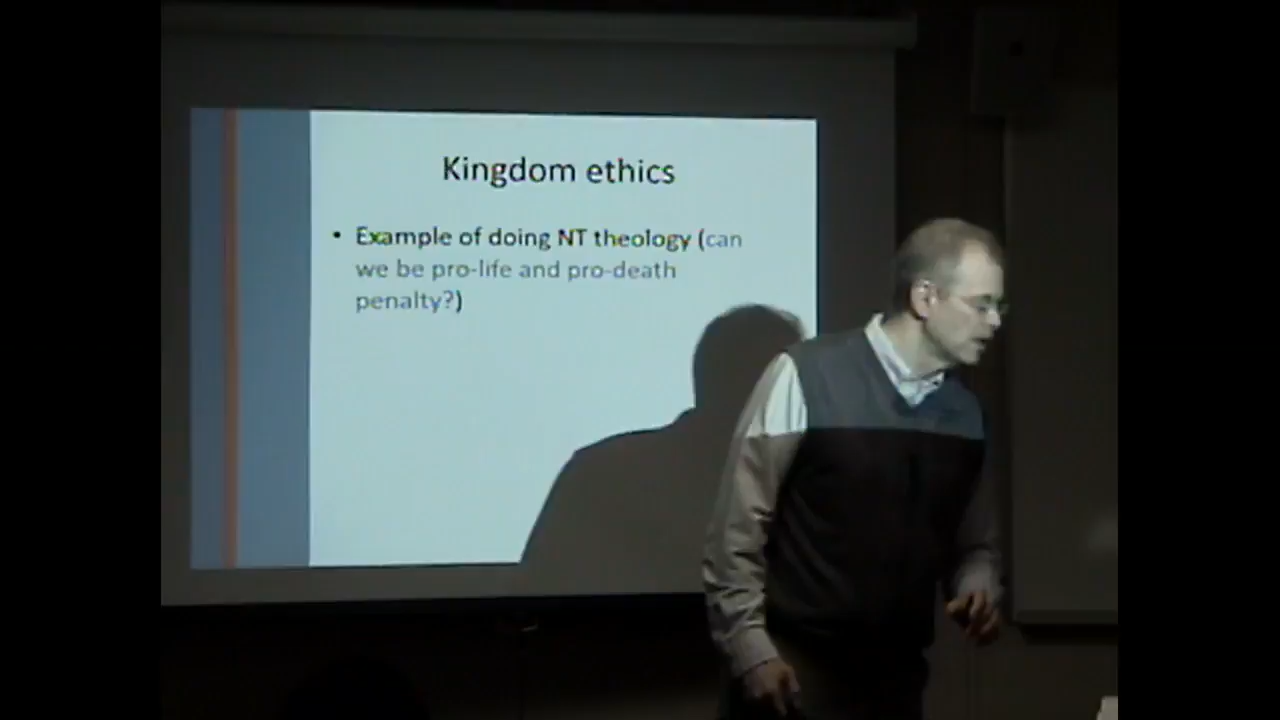 Kingdom ethics
• Example of doing NT theology (can
we be pro-life and pro-death
penalty?)